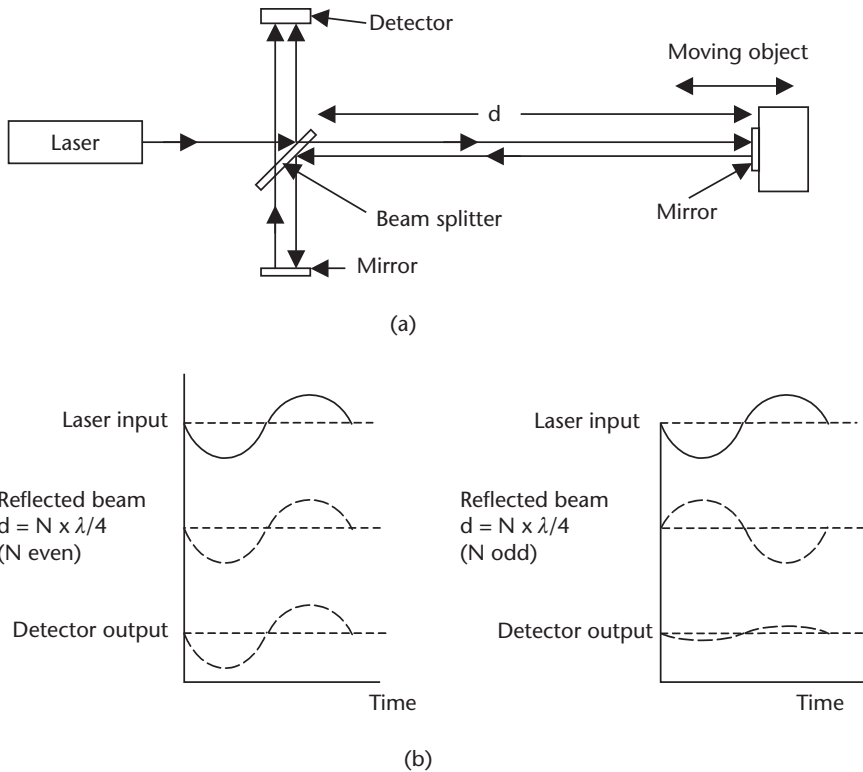 Detector
Moving object
d
Laser
Beam splitter
Mirror
Mirror
(a)
Laser input
Reflected beam
d = N x λ/4
(N even)
Detector output
Time
Laser input
Reflected beam
d = N x λ/4
(N odd)
Detector output
Time
(b)